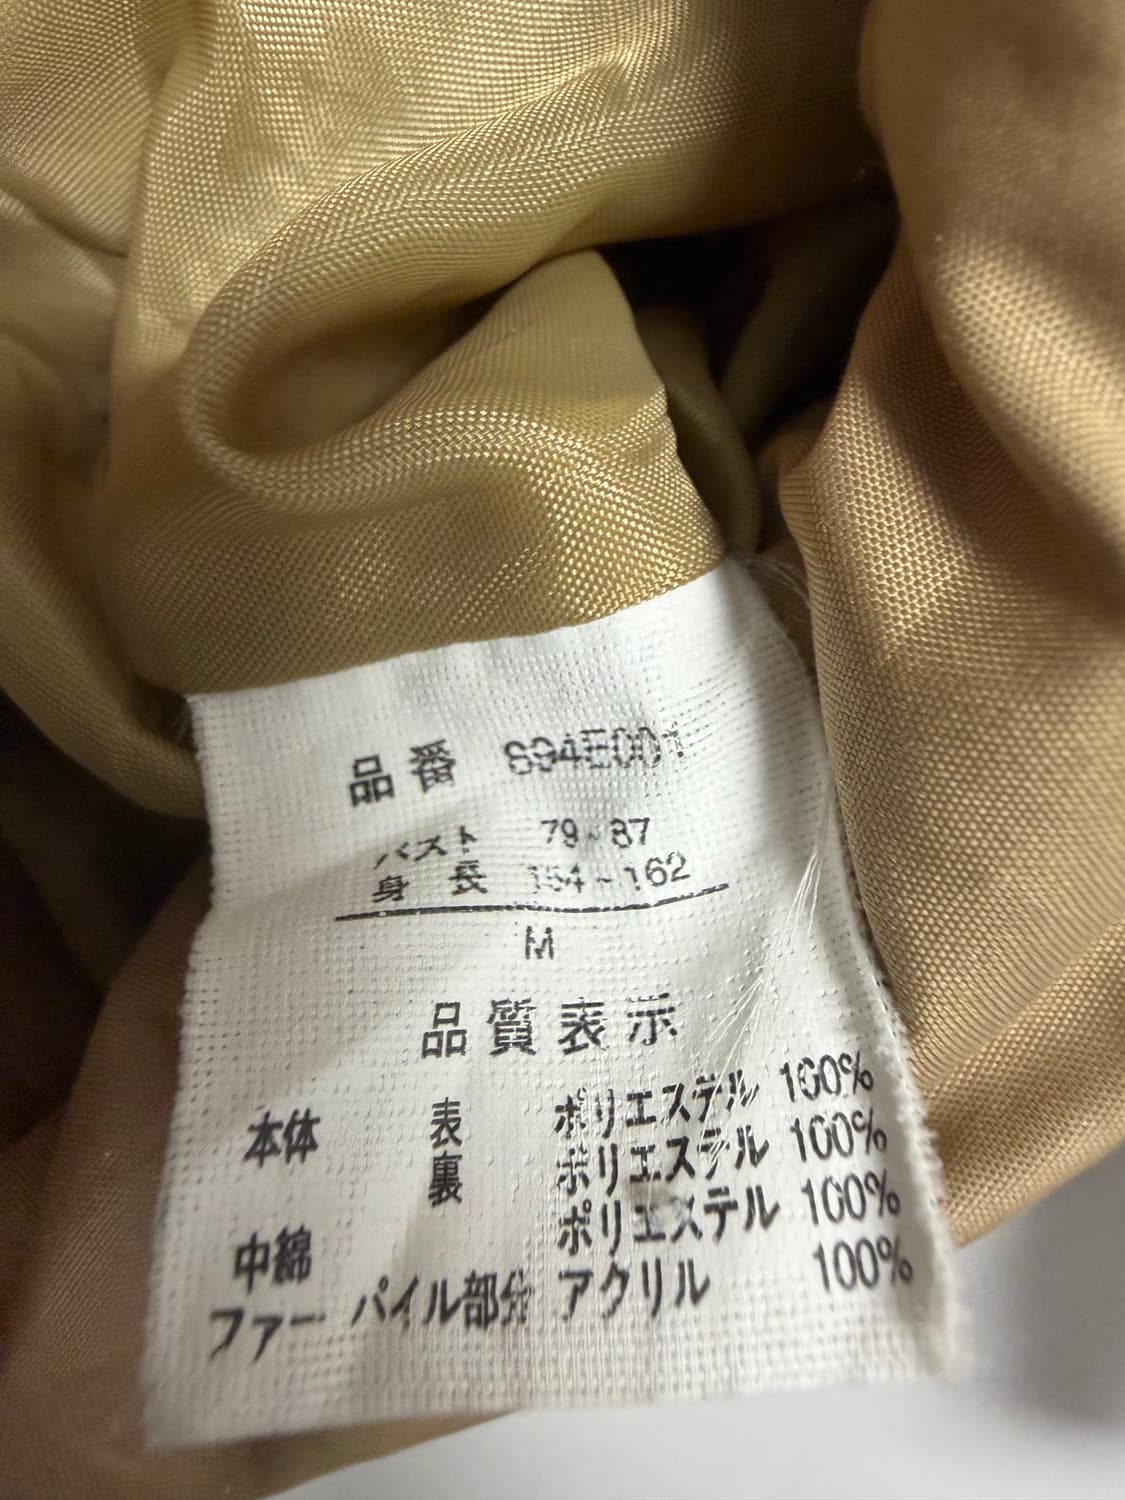 品番 S94E001
バスト 79-87
身長 154-162
M
品質表示
本体 表 ポリエステル 100%
裏 ポリエステル 100%
中綿 ポリエステル 100%
ファー パイル部分 アクリル 100%